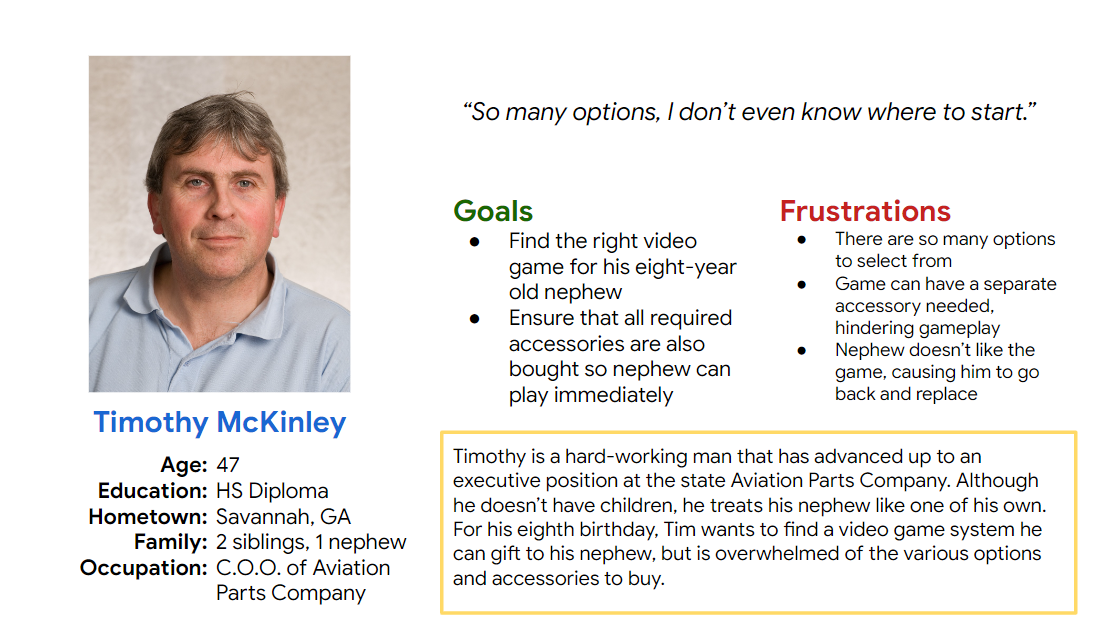 “So many options, I don’t even know where to start.”
Goals
● Find the right video
game for his eight-year
old nephew
● Ensure that all required
accessories are also
bought so nephew can
play immediately
Frustrations
● There are so many options
to select from
● Game can have a separate
accessory needed,
hindering gameplay
● Nephew doesn’t like the
game, causing him to go
back and replace
Timothy McKinley
Age: 47
Education: HS Diploma
Hometown: Savannah, GA
Family: 2 siblings, 1 nephew
Occupation: C.O.O. of Aviation
Parts Company
Timothy is a hard-working man that has advanced up to an
executive position at the state Aviation Parts Company. Although
he doesn’t have children, he treats his nephew like one of his own.
For his eighth birthday, Tim wants to find a video game system he
can gift to his nephew, but is overwhelmed of the various options
and accessories to buy.